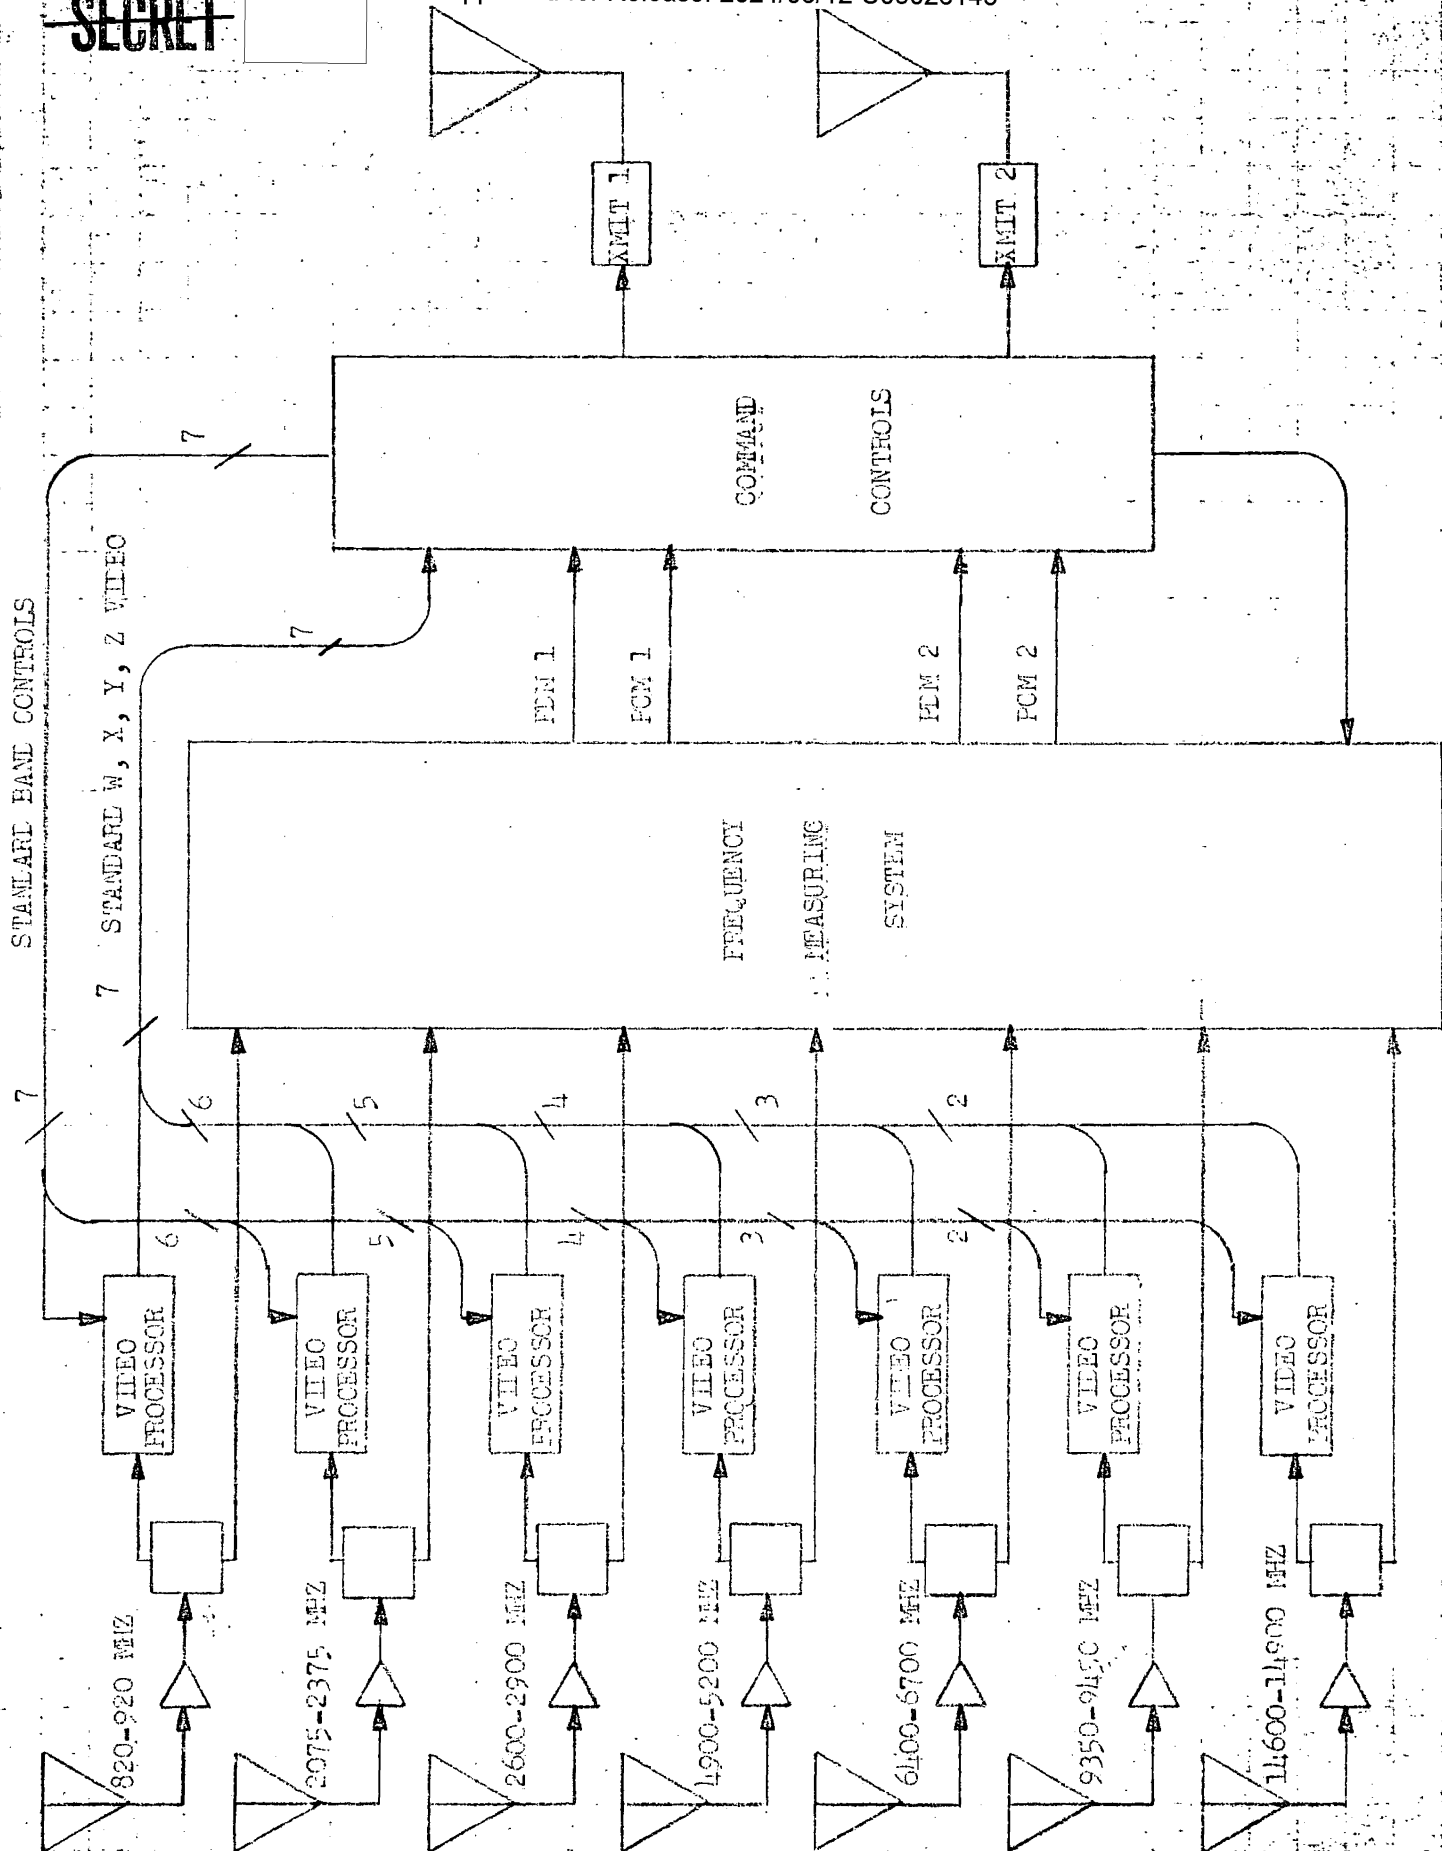 SECRET
XMIT 1
XMIT 2
COMMAND
CONTROLS
7
7
STANDARD BAND CONTROLS
7 STANDARD W, X, Y, Z VIDEO
PDM 1
PCM 1
PDM 2
PCM 2
FREQUENCY
MEASURING
SYSTEM
7
6
5
4
3
2
6
5
4
3
2
VIDEO
PROCESSOR
VIDEO
PROCESSOR
VIDEO
PROCESSOR
VIDEO
PROCESSOR
VIDEO
PROCESSOR
VIDEO
PROCESSOR
VIDEO
PROCESSOR
820-920 MHZ
2075-2375 MHZ
2600-2900 MHZ
4900-5200 MHZ
6400-6700 MHZ
9350-9450 MHZ
14600-14900 MHZ